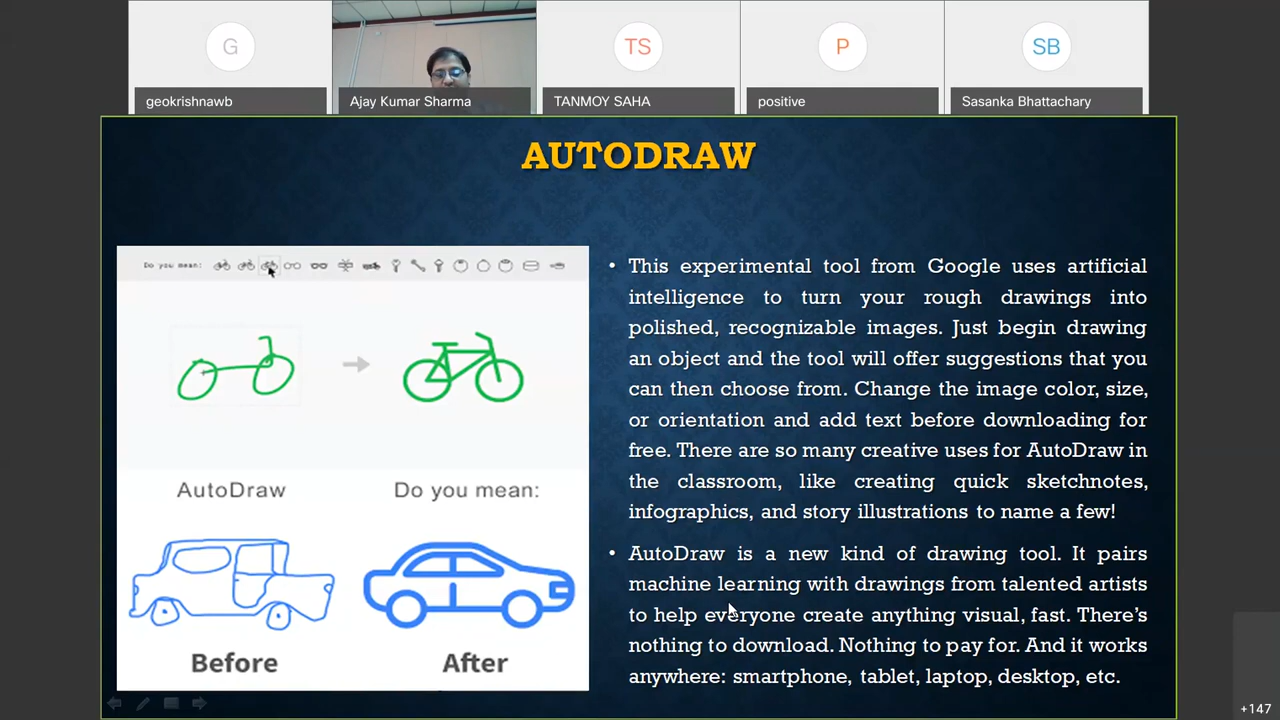 G
TS
P
SB
geokrishnawb
Ajay Kumar Sharma
TANMOY SAHA
positive
Sasanka Bhattachary
AUTODRAW
Do you mean:
AutoDraw
Do you mean:
Before
After
• This experimental tool from Google uses artificial
intelligence to turn your rough drawings into
polished, recognizable images. Just begin drawing
an object and the tool will offer suggestions that you
can then choose from. Change the image color, size,
or orientation and add text before downloading for
free. There are so many creative uses for AutoDraw in
the classroom, like creating quick sketchnotes,
infographics, and story illustrations to name a few!
• AutoDraw is a new kind of drawing tool. It pairs
machine learning with drawings from talented artists
to help everyone create anything visual, fast. There's
nothing to download. Nothing to pay for. And it works
anywhere: smartphone, tablet, laptop, desktop, etc.
+147